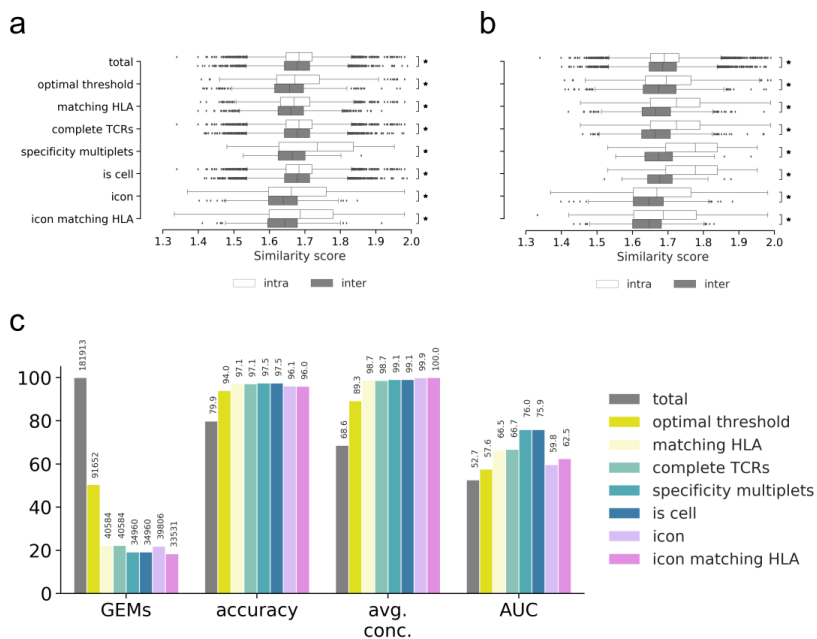 a
total
optimal threshold
matching HLA
complete TCRs
specificity multiplets
is cell
icon
icon matching HLA
1.3 1.4 1.5 1.6 1.7 1.8 1.9 2.0
Similarity score
intra inter
b
1.3 1.4 1.5 1.6 1.7 1.8 1.9 2.0
Similarity score
intra inter
c
100
80
60
40
20
0
181913
91652
40584
40584
34960
34960
39806
33531
79.9
94.0
97.1
97.1
97.5
97.5
96.1
96.0
68.6
89.3
98.7
98.7
99.1
99.1
99.9
100.0
52.7
57.6
66.5
66.7
76.0
75.9
59.8
62.5
GEMs
accuracy
avg.
conc.
AUC
total
optimal threshold
matching HLA
complete TCRs
specificity multiplets
is cell
icon
icon matching HLA